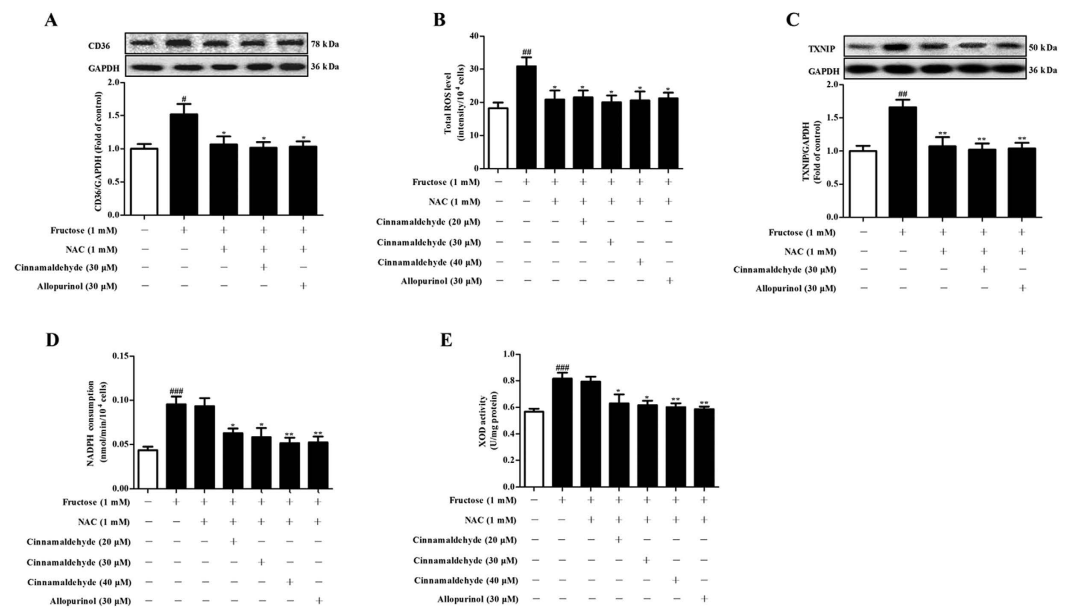 A
CD36
78 kDa
GAPDH
36 kDa
CD36/GAPDH (Fold of control)
2.0
1.5
1.0
0.5
0.0
#
*
*
*
Fructose (1 mM) − + + + +
NAC (1 mM) − − + + +
Cinnamaldehyde (30 μM) − − − + −
Allopurinol (30 μM) − − − − +
B
Total ROS level
(intensity/10⁴ cells)
40
30
20
10
0
##
*
*
*
*
*
Fructose (1 mM) − + + + + + +
NAC (1 mM) − − + + + + +
Cinnamaldehyde (20 μM) − − − + − − −
Cinnamaldehyde (30 μM) − − − − + − −
Cinnamaldehyde (40 μM) − − − − − + −
Allopurinol (30 μM) − − − − − − +
C
TXNIP
50 kDa
GAPDH
36 kDa
TXNIP/GAPDH
(Fold of control)
2.0
1.5
1.0
0.5
0.0
##
**
**
**
Fructose (1 mM) − + + + +
NAC (1 mM) − − + + +
Cinnamaldehyde (30 μM) − − − + −
Allopurinol (30 μM) − − − − +
D
NADPH consumption
(nmol/min/10⁴ cells)
0.15
0.10
0.05
0.00
###
*
*
**
**
Fructose (1 mM) − + + + + + +
NAC (1 mM) − − + + + + +
Cinnamaldehyde (20 μM) − − − + − − −
Cinnamaldehyde (30 μM) − − − − + − −
Cinnamaldehyde (40 μM) − − − − − + −
Allopurinol (30 μM) − − − − − − +
E
XOD activity
(U/mg protein)
1.0
0.8
0.6
0.4
0.2
0.0
###
*
*
**
**
Fructose (1 mM) − + + + + + +
NAC (1 mM) − − + + + + +
Cinnamaldehyde (20 μM) − − − + − − −
Cinnamaldehyde (30 μM) − − − − + − −
Cinnamaldehyde (40 μM) − − − − − + −
Allopurinol (30 μM) − − − − − − +